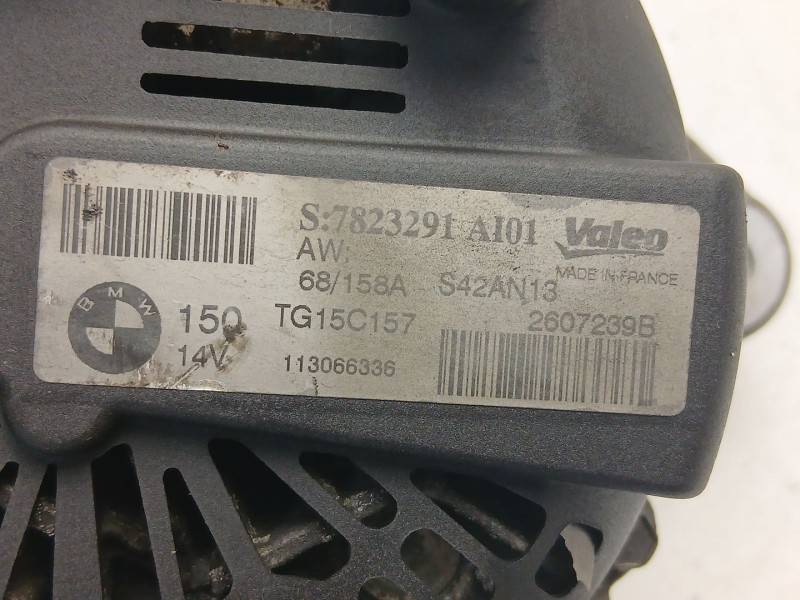 S:7823291 AI01 Valeo
AW:
MADE IN FRANCE
68/158A S42AN13
BMW 150 TG15C157 2607239B
14V 113066336